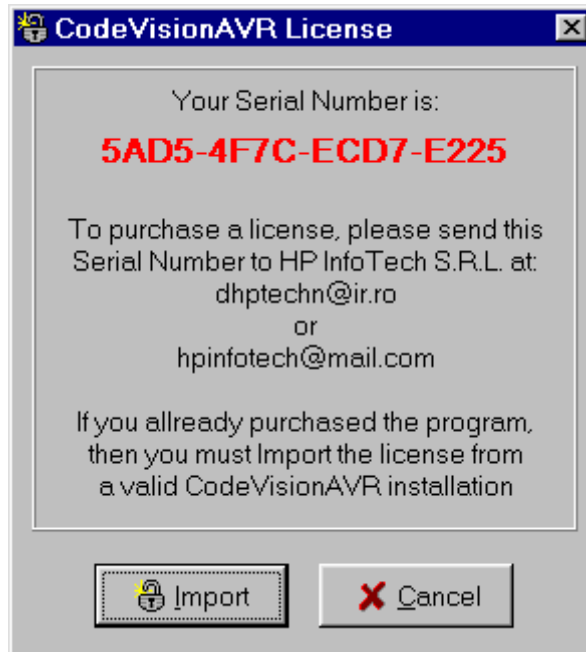 CodeVisionAVR License
Your Serial Number is:
5AD5-4F7C-ECD7-E225
To purchase a license, please send this
Serial Number to HP InfoTech S.R.L. at:
dhptechn@ir.ro
or
hpinfotech@mail.com
If you allready purchased the program,
then you must Import the license from
a valid CodeVisionAVR installation
Import Cancel